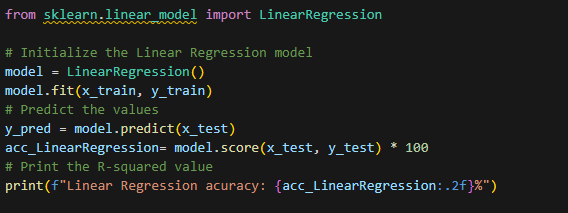 from sklearn.linear_model import LinearRegression
# Initialize the Linear Regression model
model = LinearRegression()
model.fit(x_train, y_train)
# Predict the values
y_pred = model.predict(x_test)
acc_LinearRegression= model.score(x_test, y_test) * 100
# Print the R-squared value
print(f"Linear Regression acuracy: {acc_LinearRegression:.2f}%")